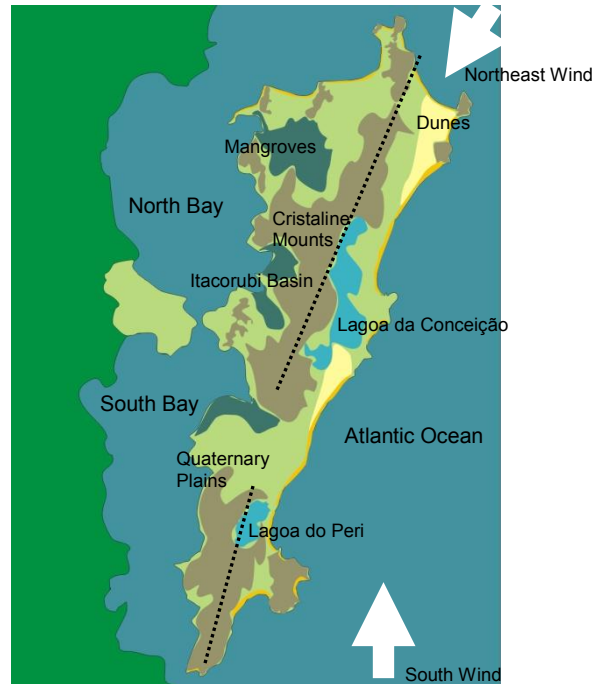 Northeast Wind
Dunes
Mangroves
North Bay
Cristaline
Mounts
Itacorubi Basin
Lagoa da Conceição
South Bay
Atlantic Ocean
Quaternary
Plains
Lagoa do Peri
South Wind